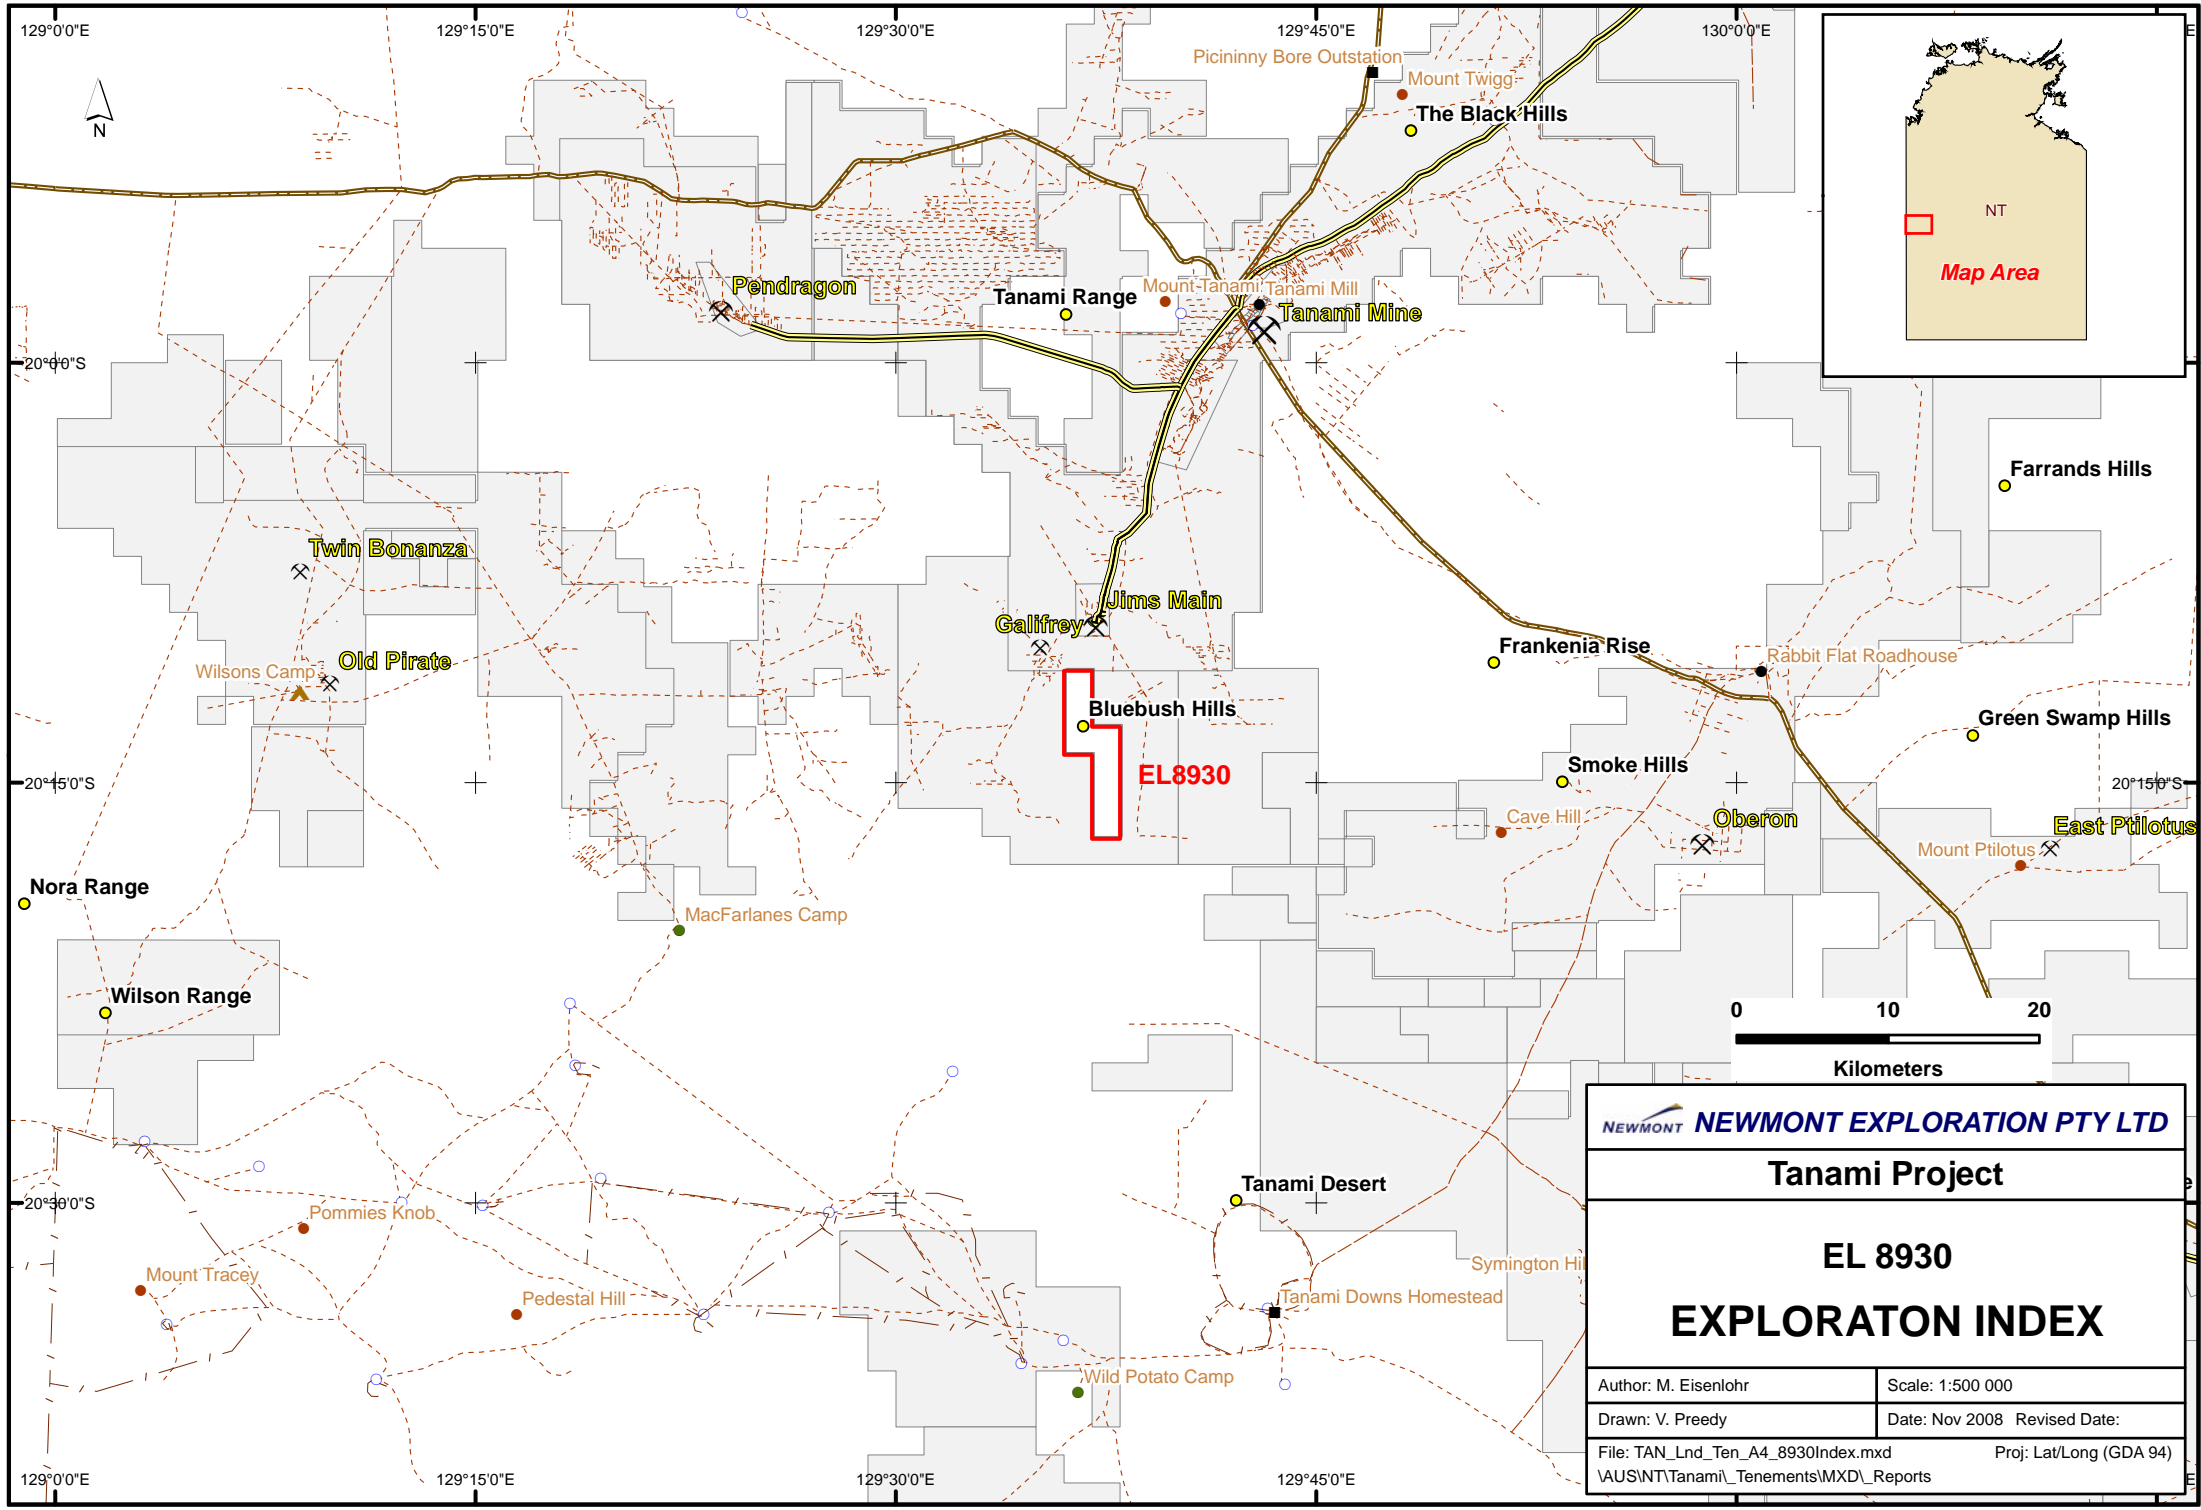 129°0'0"E
129°15'0"E
129°30'0"E
129°45'0"E
130°0'0"E
E
N
Picininny Bore Outstation
Mount Twigg
The Black Hills
NT
Map Area
Pendragon
Tanami Range
Mount Tanami
Tanami Mill
Tanami Mine
20°0'0"S
Farrands Hills
Twin Bonanza
Jims Main
Galifrey
Frankenia Rise
Rabbit Flat Roadhouse
Old Pirate
Wilsons Camp
Bluebush Hills
Green Swamp Hills
EL8930
Smoke Hills
20°15'0"S
20°15'0"S
Cave Hill
Oberon
East Ptilotus
Mount Ptilotus
Nora Range
MacFarlanes Camp
Wilson Range
0 10 20
Kilometers
NEWMONT
NEWMONT EXPLORATION PTY LTD
Tanami Project
Tanami Desert
e
20°30'0"S
Pommies Knob
EL 8930
Symington Hil
Mount Tracey
Pedestal Hill
Tanami Downs Homestead
EXPLORATON INDEX
Wild Potato Camp
Author: M. Eisenlohr
Scale: 1:500 000
Drawn: V. Preedy
Date: Nov 2008 Revised Date:
File: TAN_Lnd_Ten_A4_8930Index.mxd
Proj: Lat/Long (GDA 94)
\AUS\NT\Tanami\_Tenements\MXD\_Reports
129°0'0"E
129°15'0"E
129°30'0"E
129°45'0"E
E